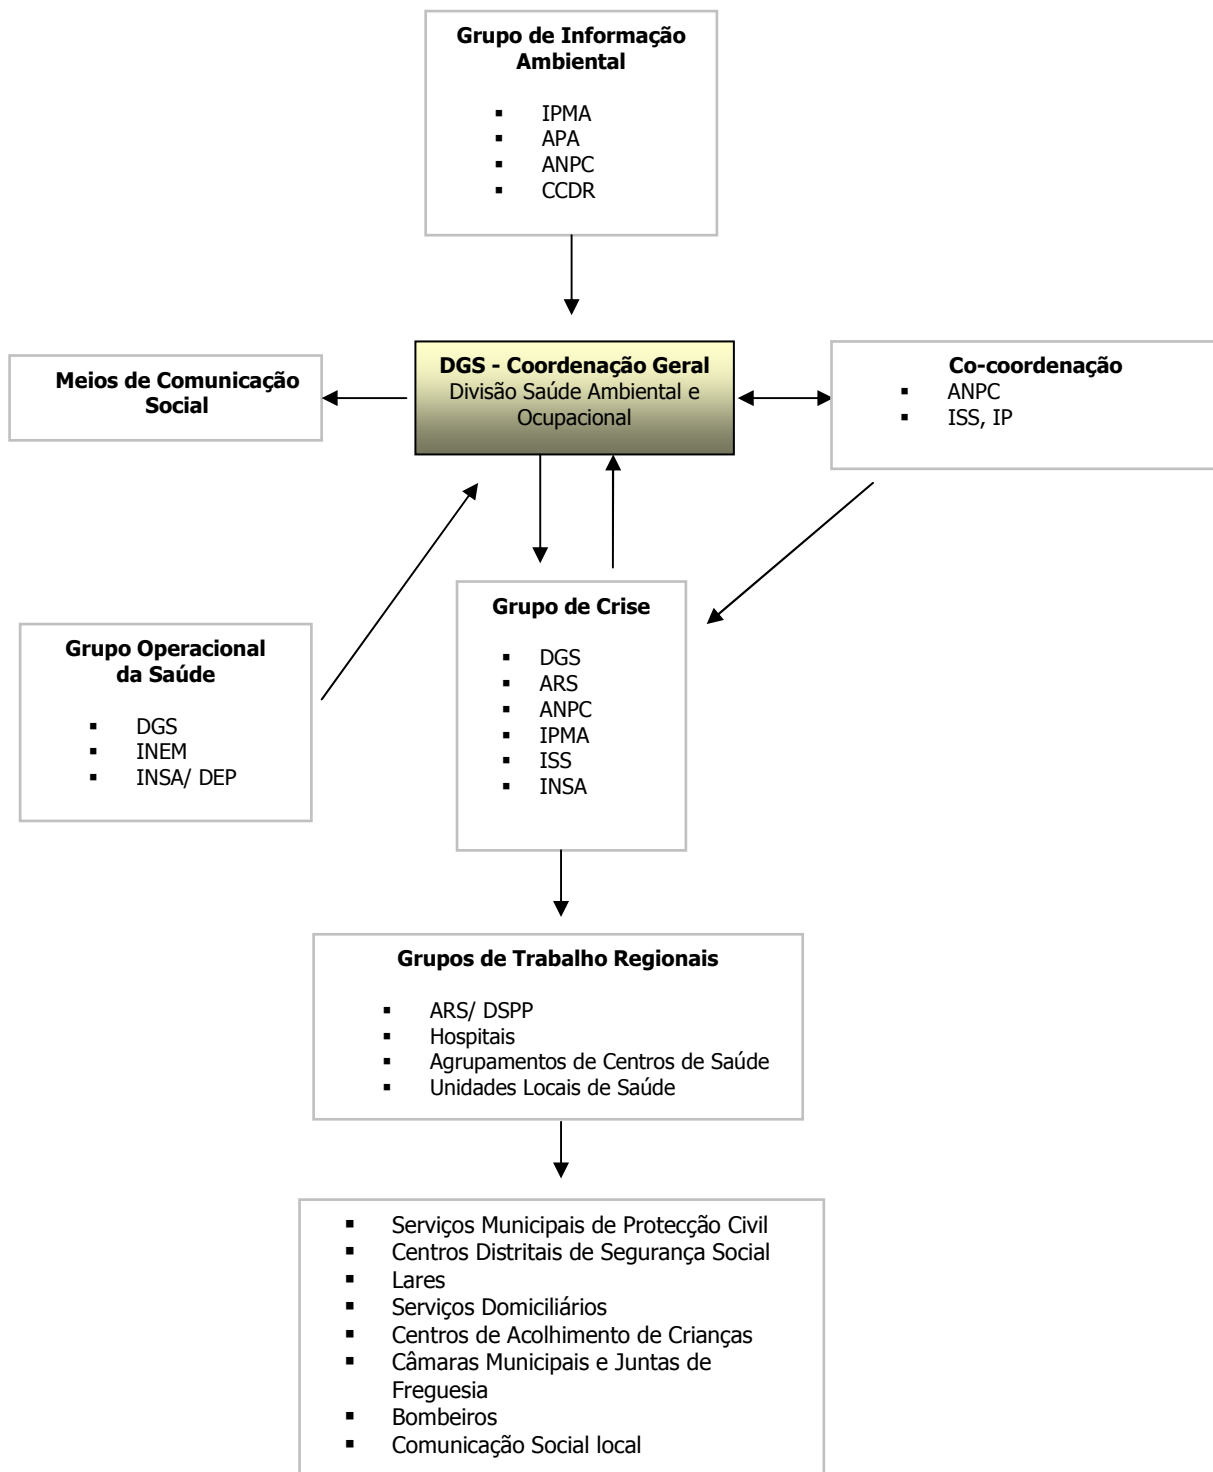 Grupo de Informação
Ambiental
▪ IPMA
▪ APA
▪ ANPC
▪ CCDR
Meios de Comunicação
Social
DGS - Coordenação Geral
Divisão Saúde Ambiental e
Ocupacional
Co-coordenação
▪ ANPC
▪ ISS, IP
Grupo Operacional
da Saúde
▪ DGS
▪ INEM
▪ INSA/ DEP
Grupo de Crise
▪ DGS
▪ ARS
▪ ANPC
▪ IPMA
▪ ISS
▪ INSA
Grupos de Trabalho Regionais
▪ ARS/ DSPP
▪ Hospitais
▪ Agrupamentos de Centros de Saúde
▪ Unidades Locais de Saúde
▪ Serviços Municipais de Protecção Civil
▪ Centros Distritais de Segurança Social
▪ Lares
▪ Serviços Domiciliários
▪ Centros de Acolhimento de Crianças
▪ Câmaras Municipais e Juntas de
Freguesia
▪ Bombeiros
▪ Comunicação Social local